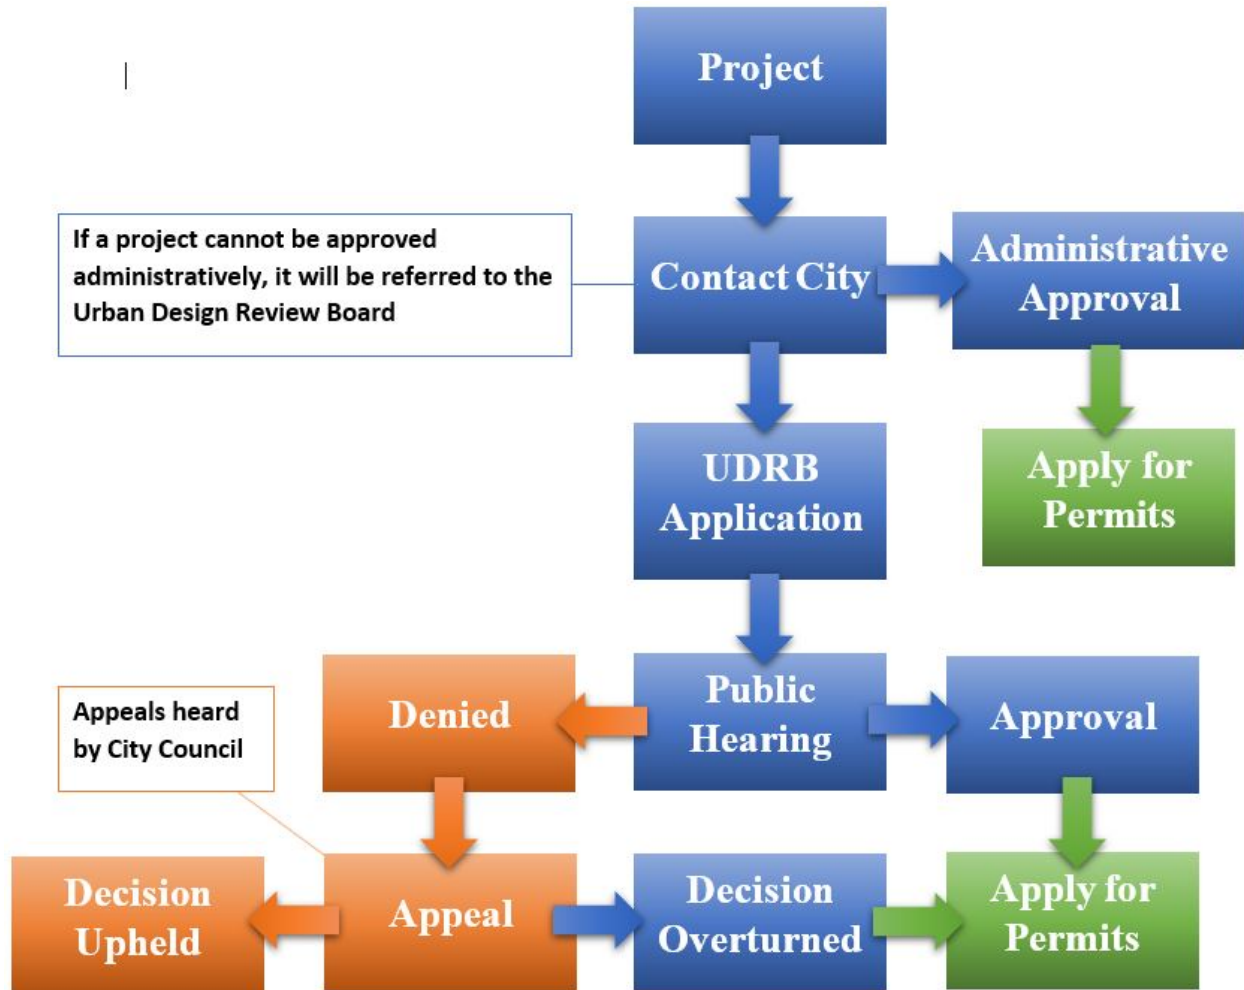 Project
If a project cannot be approved
administratively, it will be referred to the
Urban Design Review Board
Contact City
Administrative
Approval
UDRB
Application
Apply for
Permits
Appeals heard
by City Council
Denied
Public
Hearing
Approval
Decision
Upheld
Appeal
Decision
Overturned
Apply for
Permits